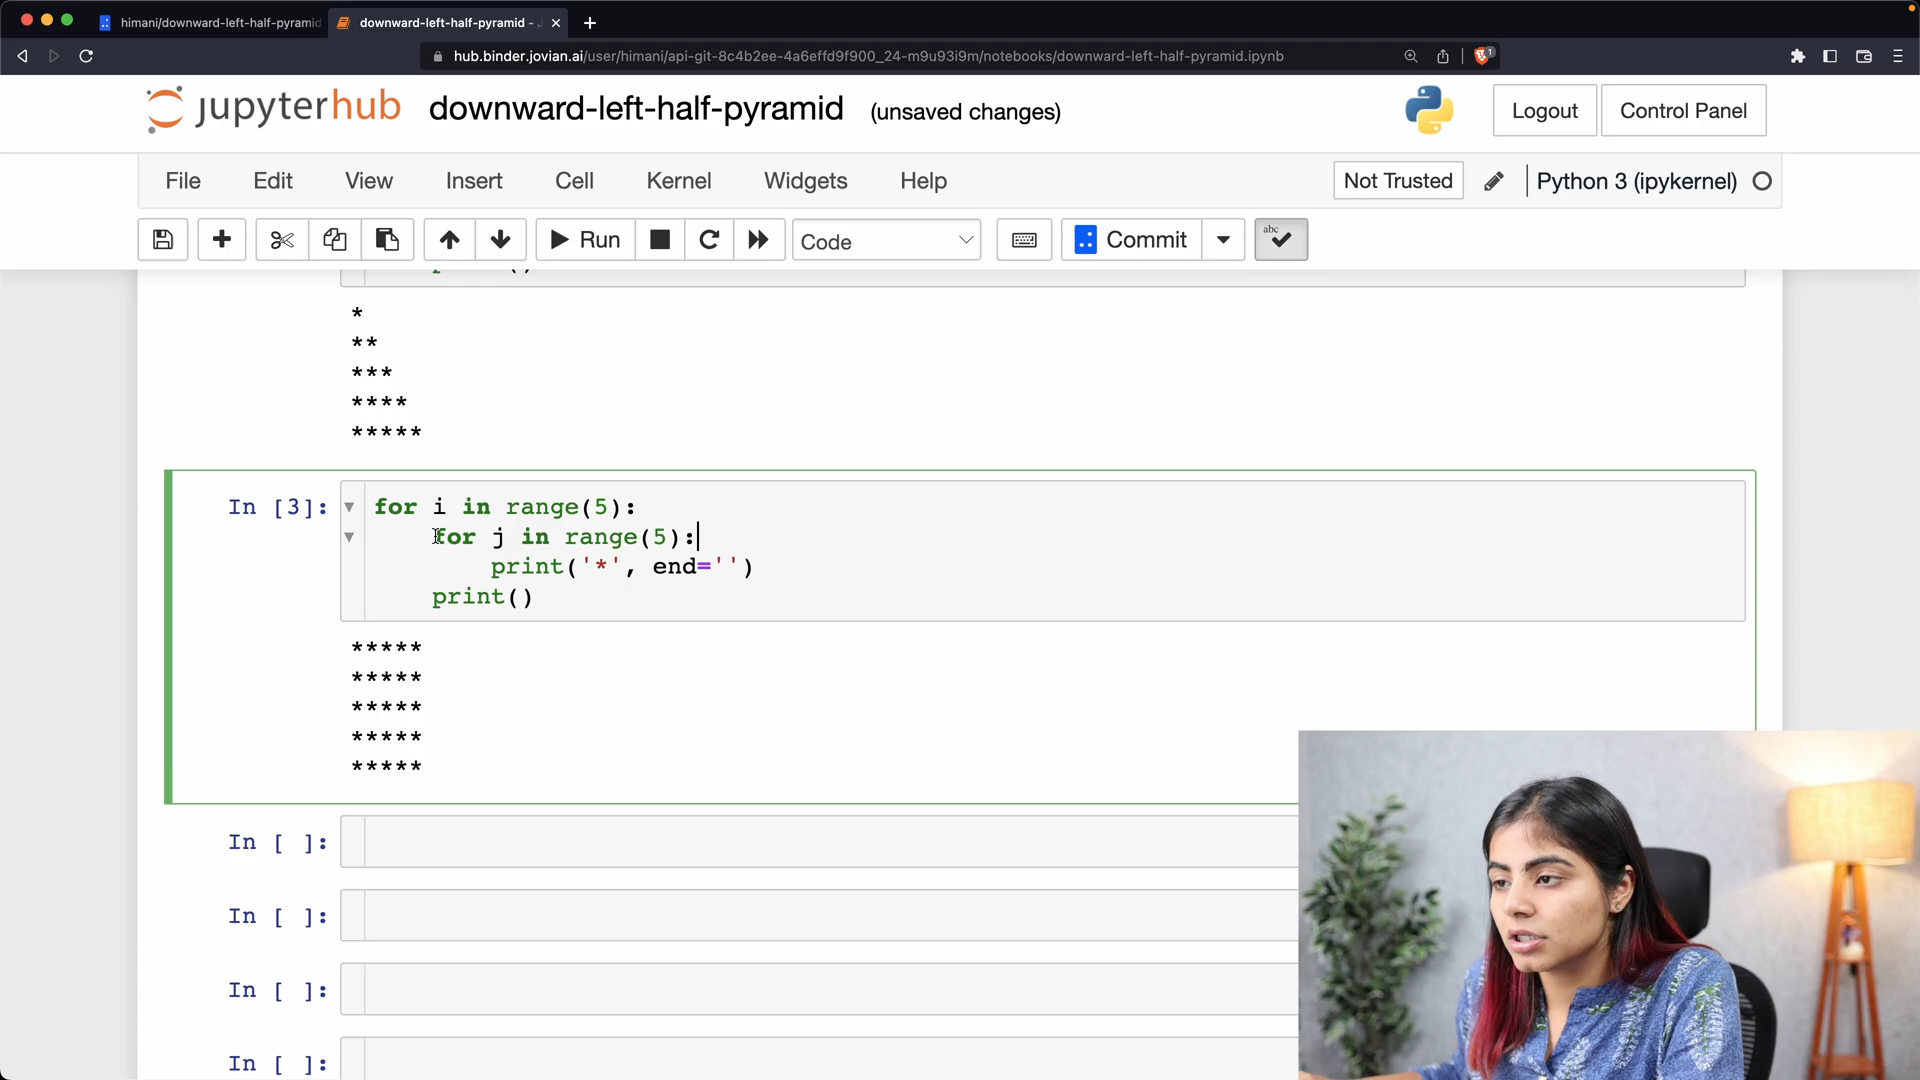 himani/downward-left-half-pyramid
downward-left-half-pyramid -
hub.binder.jovian.ai/user/himani/api-git-8c4b2ee-4a6effd9f900_24-m9u93i9m/notebooks/downward-left-half-pyramid.ipynb
1
jupyterhub downward-left-half-pyramid (unsaved changes)
Logout Control Panel
File Edit View Insert Cell Kernel Widgets Help
Not Trusted Python 3 (ipykernel)
Run Code Commit abc
*
**
***
****
*****
In [3]: for i in range(5):
for j in range(5):
print('*', end='')
print()
*****
*****
*****
*****
*****
In [ ]:
In [ ]:
In [ ]:
In [ ]: